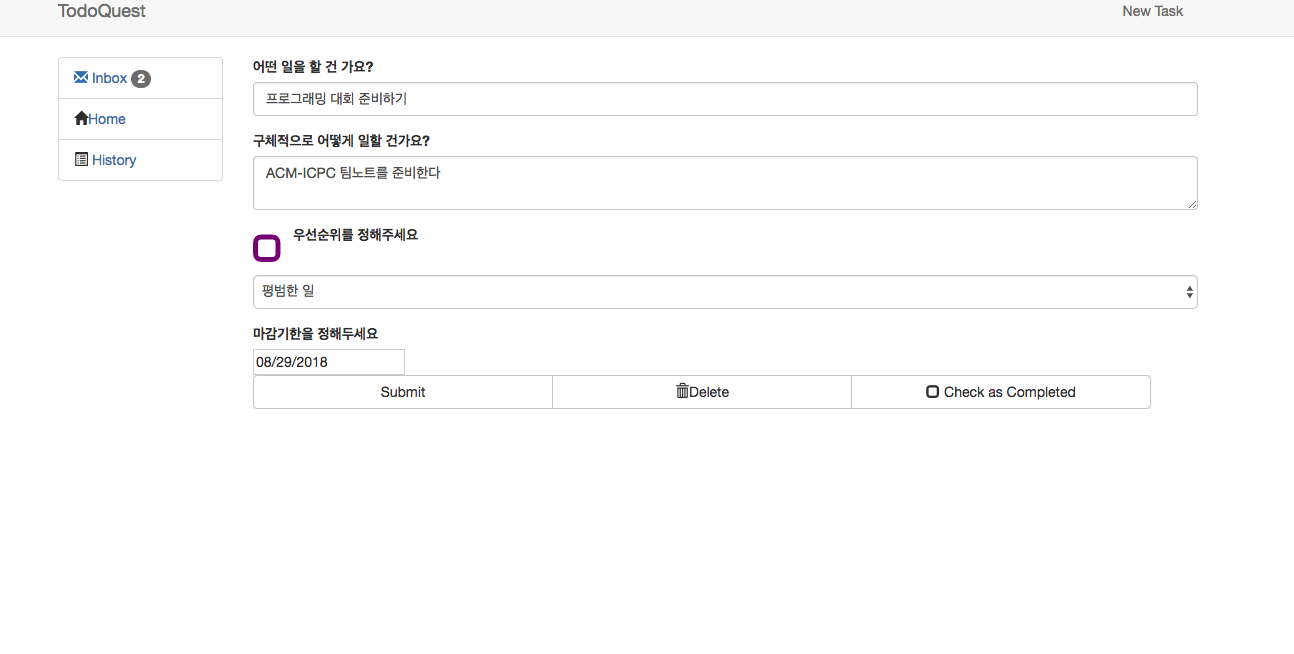 TodoQuest
New Task
Inbox 2
Home
History
어떤 일을 할 건 가요?
프로그래밍 대회 준비하기
구체적으로 어떻게 일할 건가요?
ACM-ICPC 팀노트를 준비한다
우선순위를 정해주세요
평범한 일
마감기한을 정해두세요
08/29/2018
Submit
Delete
Check as Completed